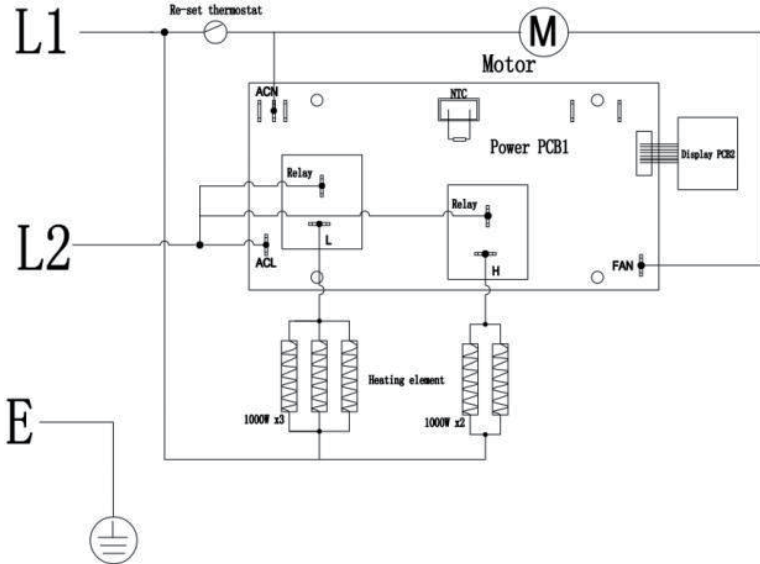 Re-set thermostat
L1
M
Motor
ACN
NTC
Power PCB1
Display PCB2
Relay
Relay
L
L2
ACL
H
FAN
Heating element
1000W x3
1000W x2
E